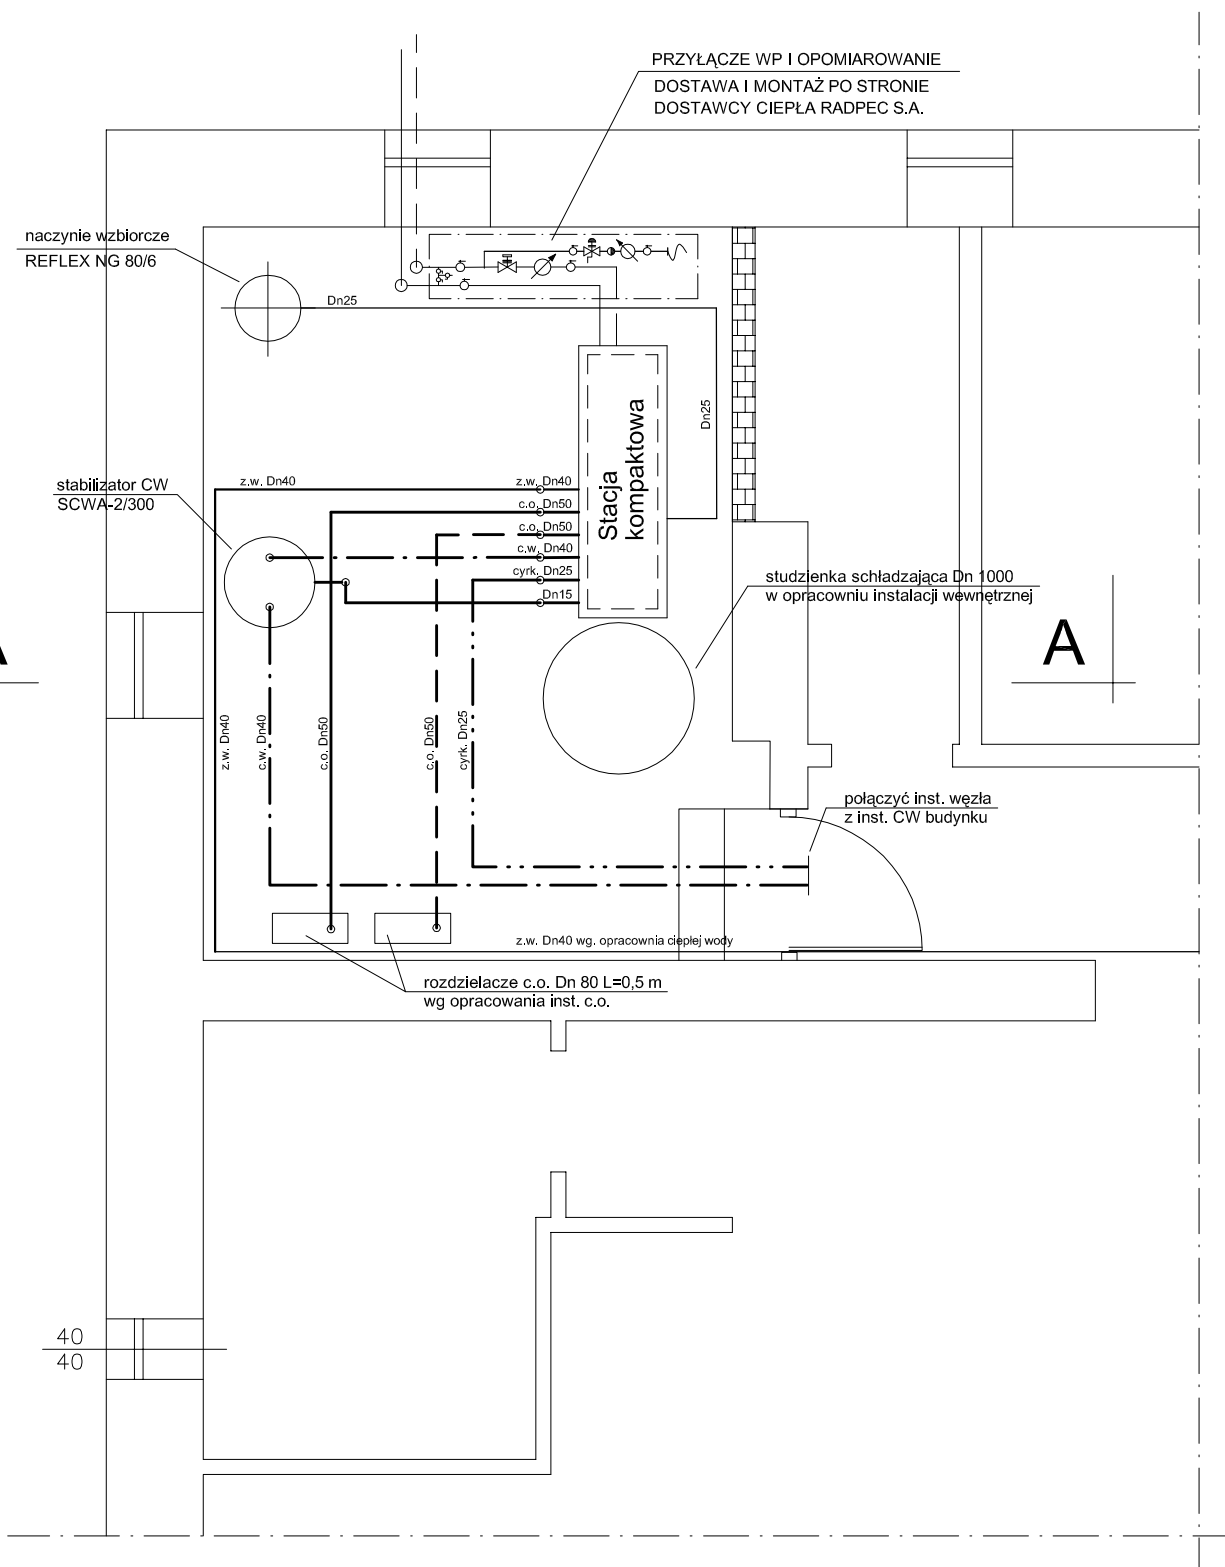 PRZYŁĄCZE WP I OPOMIAROWANIE
DOSTAWA I MONTAŻ PO STRONIE
DOSTAWCY CIEPŁA RADPEC S.A.
naczynie wzbiorcze
REFLEX NG 80/6
Dn25
Dn25
Stacja
kompaktowa
stabilizator CW
SCWA-2/300
z.w. Dn40
z.w. Dn40
c.o. Dn50
c.o. Dn50
c.w. Dn40
cyrk. Dn25
Dn15
studzienka schładzająca Dn 1000
w opracowniu instalacji wewnętrznej
A
A
z.w. Dn40
c.w. Dn40
c.o. Dn50
c.o. Dn50
cyrk. Dn25
połączyć inst. węzła
z inst. CW budynku
z.w. Dn40 wg. opracownia ciepłej wody
rozdzielacze c.o. Dn 80 L=0,5 m
wg opracowania inst. c.o.
40
40